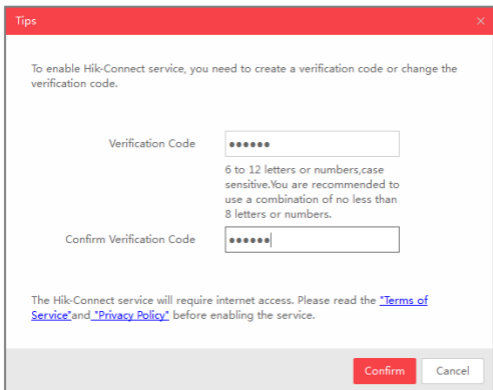 Tips
To enable Hik-Connect service, you need to create a verification code or change the
verification code.
Verification Code ●●●●●●
6 to 12 letters or numbers,case
sensitive.You are recommended to
use a combination of no less than
8 letters or numbers.
Confirm Verification Code ●●●●●●
The Hik-Connect service will require internet access. Please read the "Terms of
Service"and "Privacy Policy" before enabling the service.
Confirm Cancel